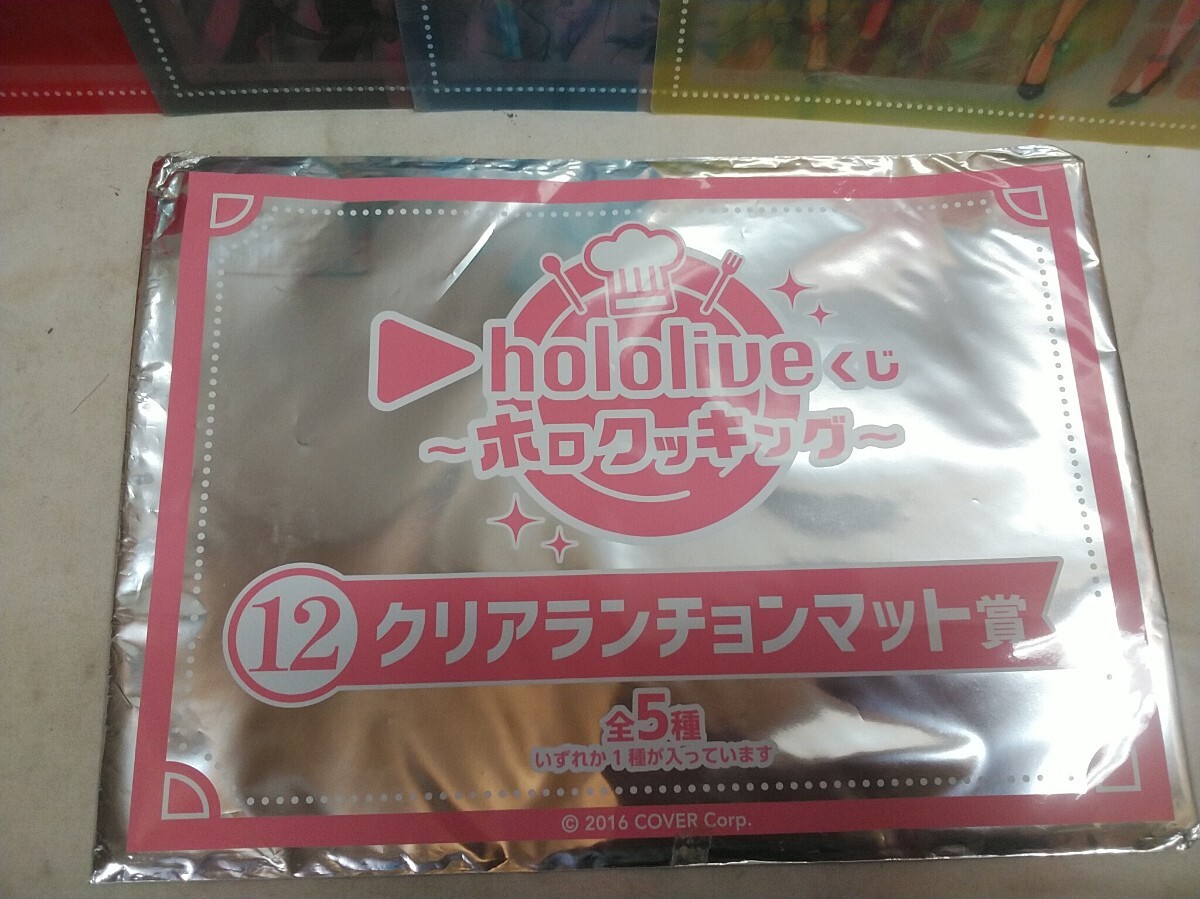 hololiveくじ
～ホロクッキング～
12 クリアランチョンマット賞
全5種
いずれか1種が入っています
© 2016 COVER Corp.